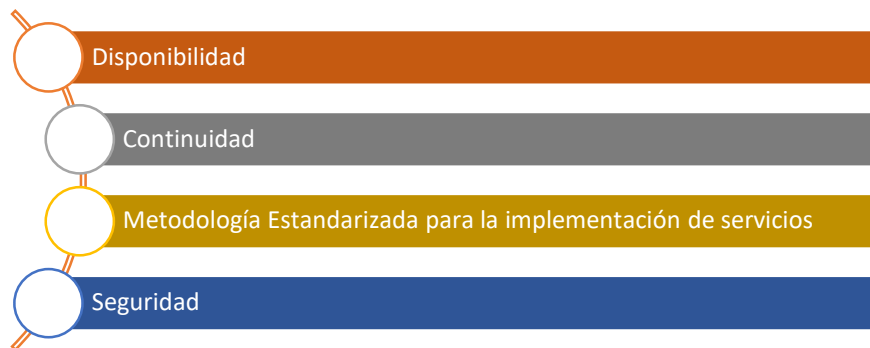 Disponibilidad
Continuidad
Metodología Estandarizada para la implementación de servicios
Seguridad